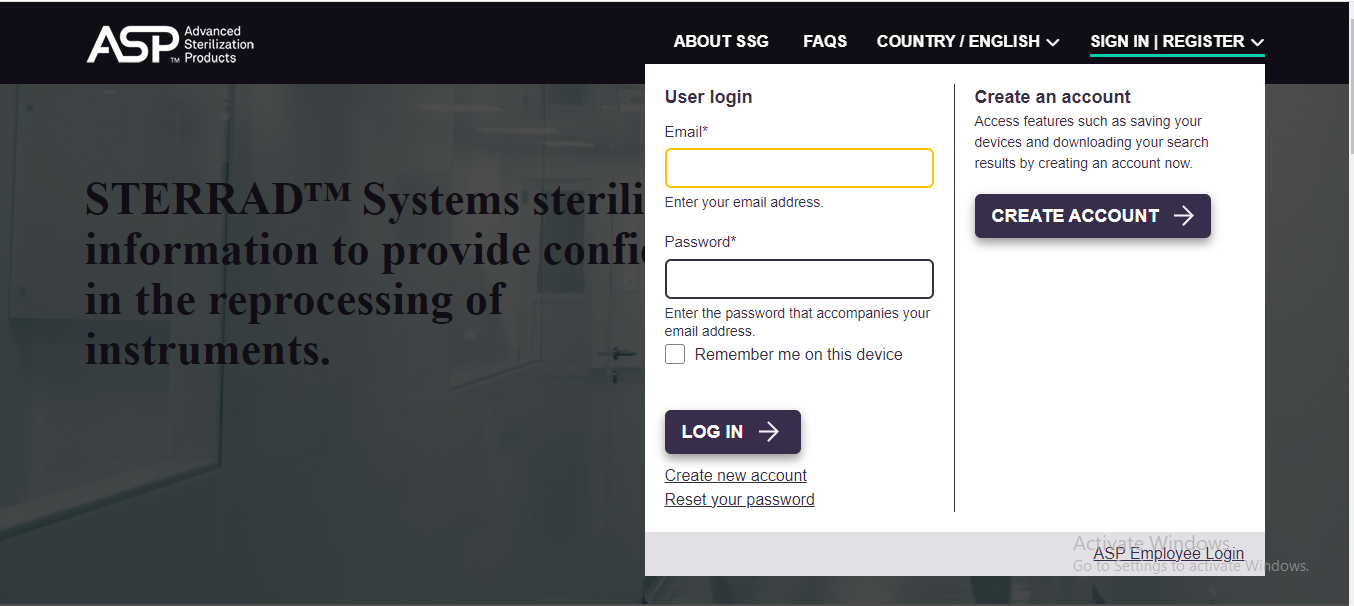 ASP™ Advanced
Sterilization
Products
ABOUT SSG
FAQS
COUNTRY / ENGLISH
SIGN IN | REGISTER
STERRAD™ Systems sterili
information to provide confi
in the reprocessing of
instruments.
User login
Email*
Enter your email address.
Password*
Enter the password that accompanies your
email address.
Remember me on this device
LOG IN
Create new account
Reset your password
Create an account
Access features such as saving your
devices and downloading your search
results by creating an account now.
CREATE ACCOUNT
Activate Windows
ASP Employee Login
Go to Settings to activate Windows.